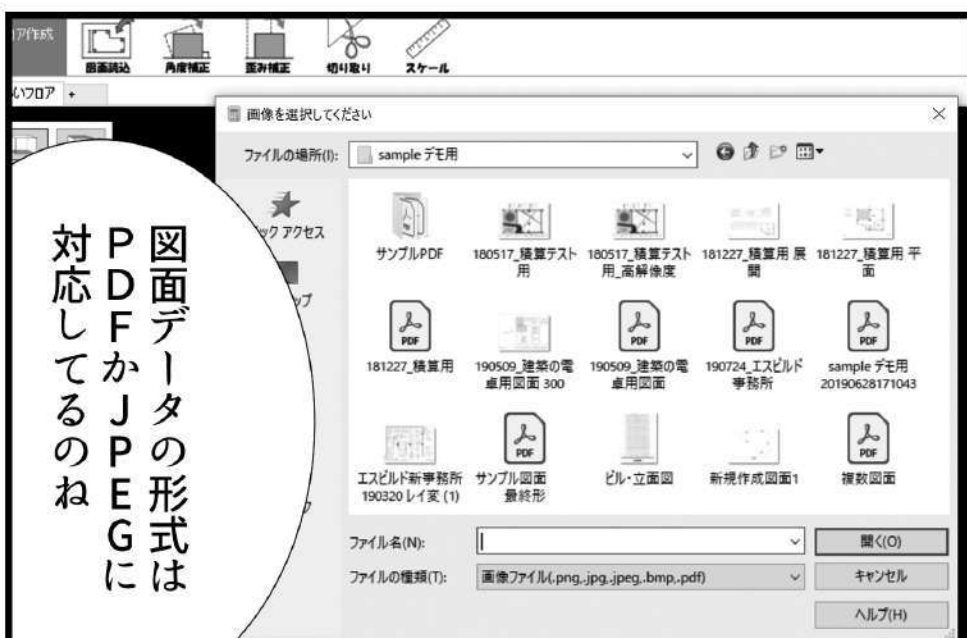 ア作成
図面読込
角度補正
歪み補正
切り取り
スケール
いフロア +
画像を選択してください
ファイルの場所(I):
sample デモ用
ック アクセス
ップ
サンプルPDF
180517_積算テスト
用
180517_積算テスト
用_高解像度
181227_積算用 展
開
181227_積算用 平
面
PDF
181227_積算用
190509_建築の電
卓用図面 300
PDF
190509_建築の電
卓用図面
PDF
190724_エスビルド
事務所
PDF
sample デモ用
20190628171043
エスビルド新事務所
190320 レイ変 (1)
PDF
サンプル図面
最終形
ビル・立面図
新規作成図面1
PDF
複数図面
ファイル名(N):
開く(O)
ファイルの種類(T):
画像ファイル(.png,.jpg,.jpeg,.bmp,.pdf)
キャンセル
ヘルプ(H)
図面データの形式は
PDFかJPEGに
対応してるのね